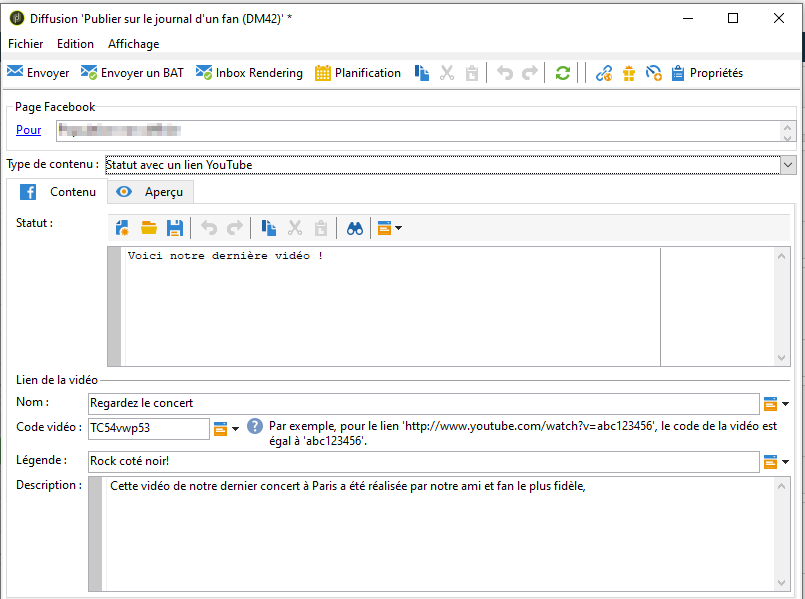 Diffusion 'Publier sur le journal d'un fan (DM42)' *
Fichier Edition Affichage
Envoyer Envoyer un BAT Inbox Rendering Planification Propriétés
Page Facebook
Pour
Type de contenu : Statut avec un lien YouTube
Contenu Aperçu
Statut :
Voici notre dernière vidéo !
Lien de la vidéo
Nom : Regardez le concert
Code vidéo : TC54vwp53 Par exemple, pour le lien 'http://www.youtube.com/watch?v=abc123456', le code de la vidéo est
égal à 'abc123456'.
Légende : Rock coté noir!
Description : Cette vidéo de notre dernier concert à Paris a été réalisée par notre ami et fan le plus fidèle,